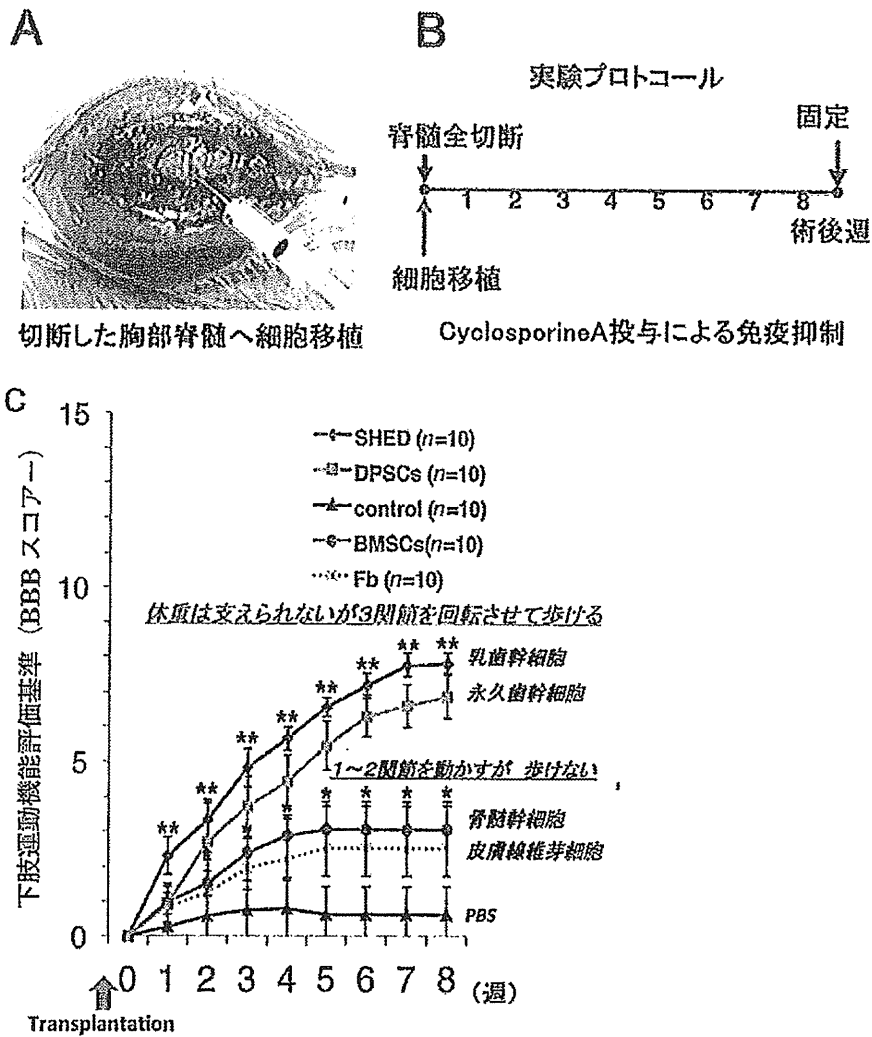 A
切断した胸部脊髄へ細胞移植
B
実験プロトコール
脊髄全切断
固定
1 2 3 4 5 6 7 8
術後週
細胞移植
CyclosporineA投与による免疫抑制
C
下肢運動機能評価基準（BBB スコアー）
15
10
5
0
SHED (n=10)
DPSCs (n=10)
control (n=10)
BMSCs(n=10)
Fb (n=10)
体重は支えられないが3関節を回転させて歩ける
** ** ** ** ** ** ** **
乳歯幹細胞
永久歯幹細胞
1〜2関節を動かすが 歩けない
* * * * * *
骨髄幹細胞
皮膚線維芽細胞
PBS
0 1 2 3 4 5 6 7 8 (週)
Transplantation